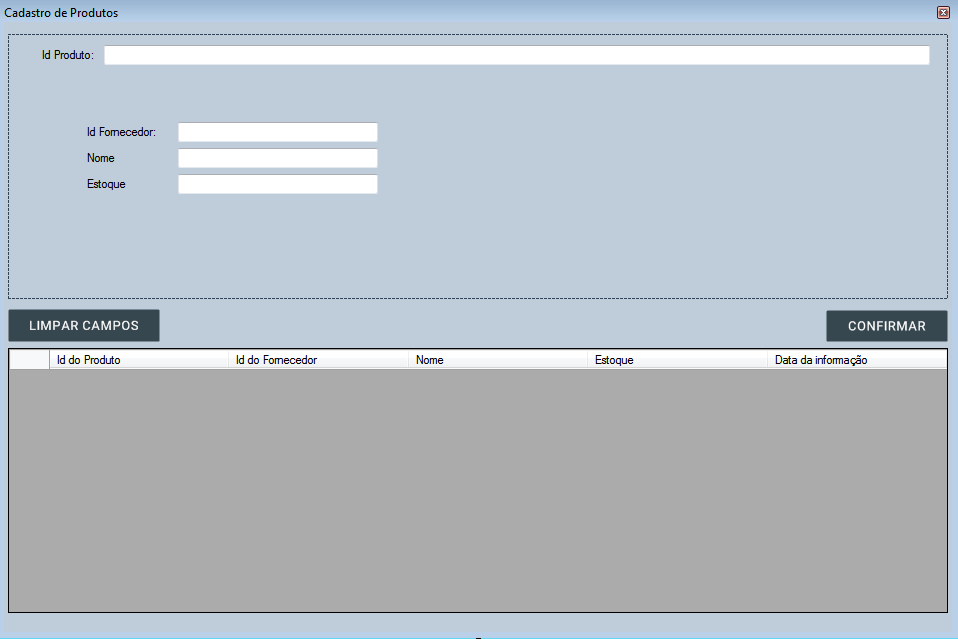 Cadastro de Produtos
Id Produto:
Id Fornecedor:
Nome
Estoque
LIMPAR CAMPOS CONFIRMAR
Id do Produto Id do Fornecedor Nome Estoque Data da informação